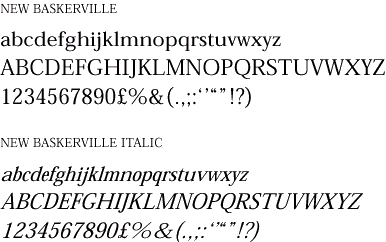 NEW BASKERVILLE
abcdefghijklmnopqrstuvwxyz
ABCDEFGHIJKLMNOPQRSTUVWXYZ
1234567890£%&(.,;:‘’“”!?)
NEW BASKERVILLE ITALIC
abcdefghijklmnopqrstuvwxyz
ABCDEFGHIJKLMNOPQRSTUVWXYZ
1234567890£%&(.,;:‘’“”!?)